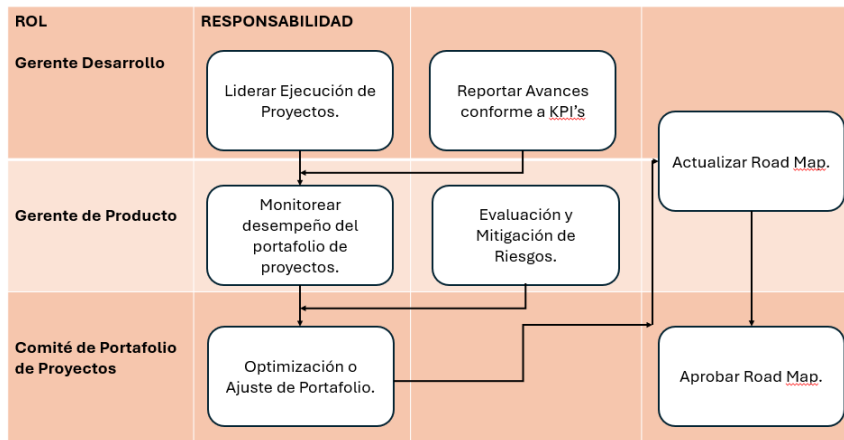 ROL
RESPONSABILIDAD
Gerente Desarrollo
Liderar Ejecución de
Proyectos.
Reportar Avances
conforme a KPI's
Actualizar Road Map.
Gerente de Producto
Monitorear
desempeño del
portafolio de
proyectos.
Evaluación y
Mitigación de
Riesgos.
Comité de Portafolio
de Proyectos
Optimización o
Ajuste de Portafolio.
Aprobar Road Map.